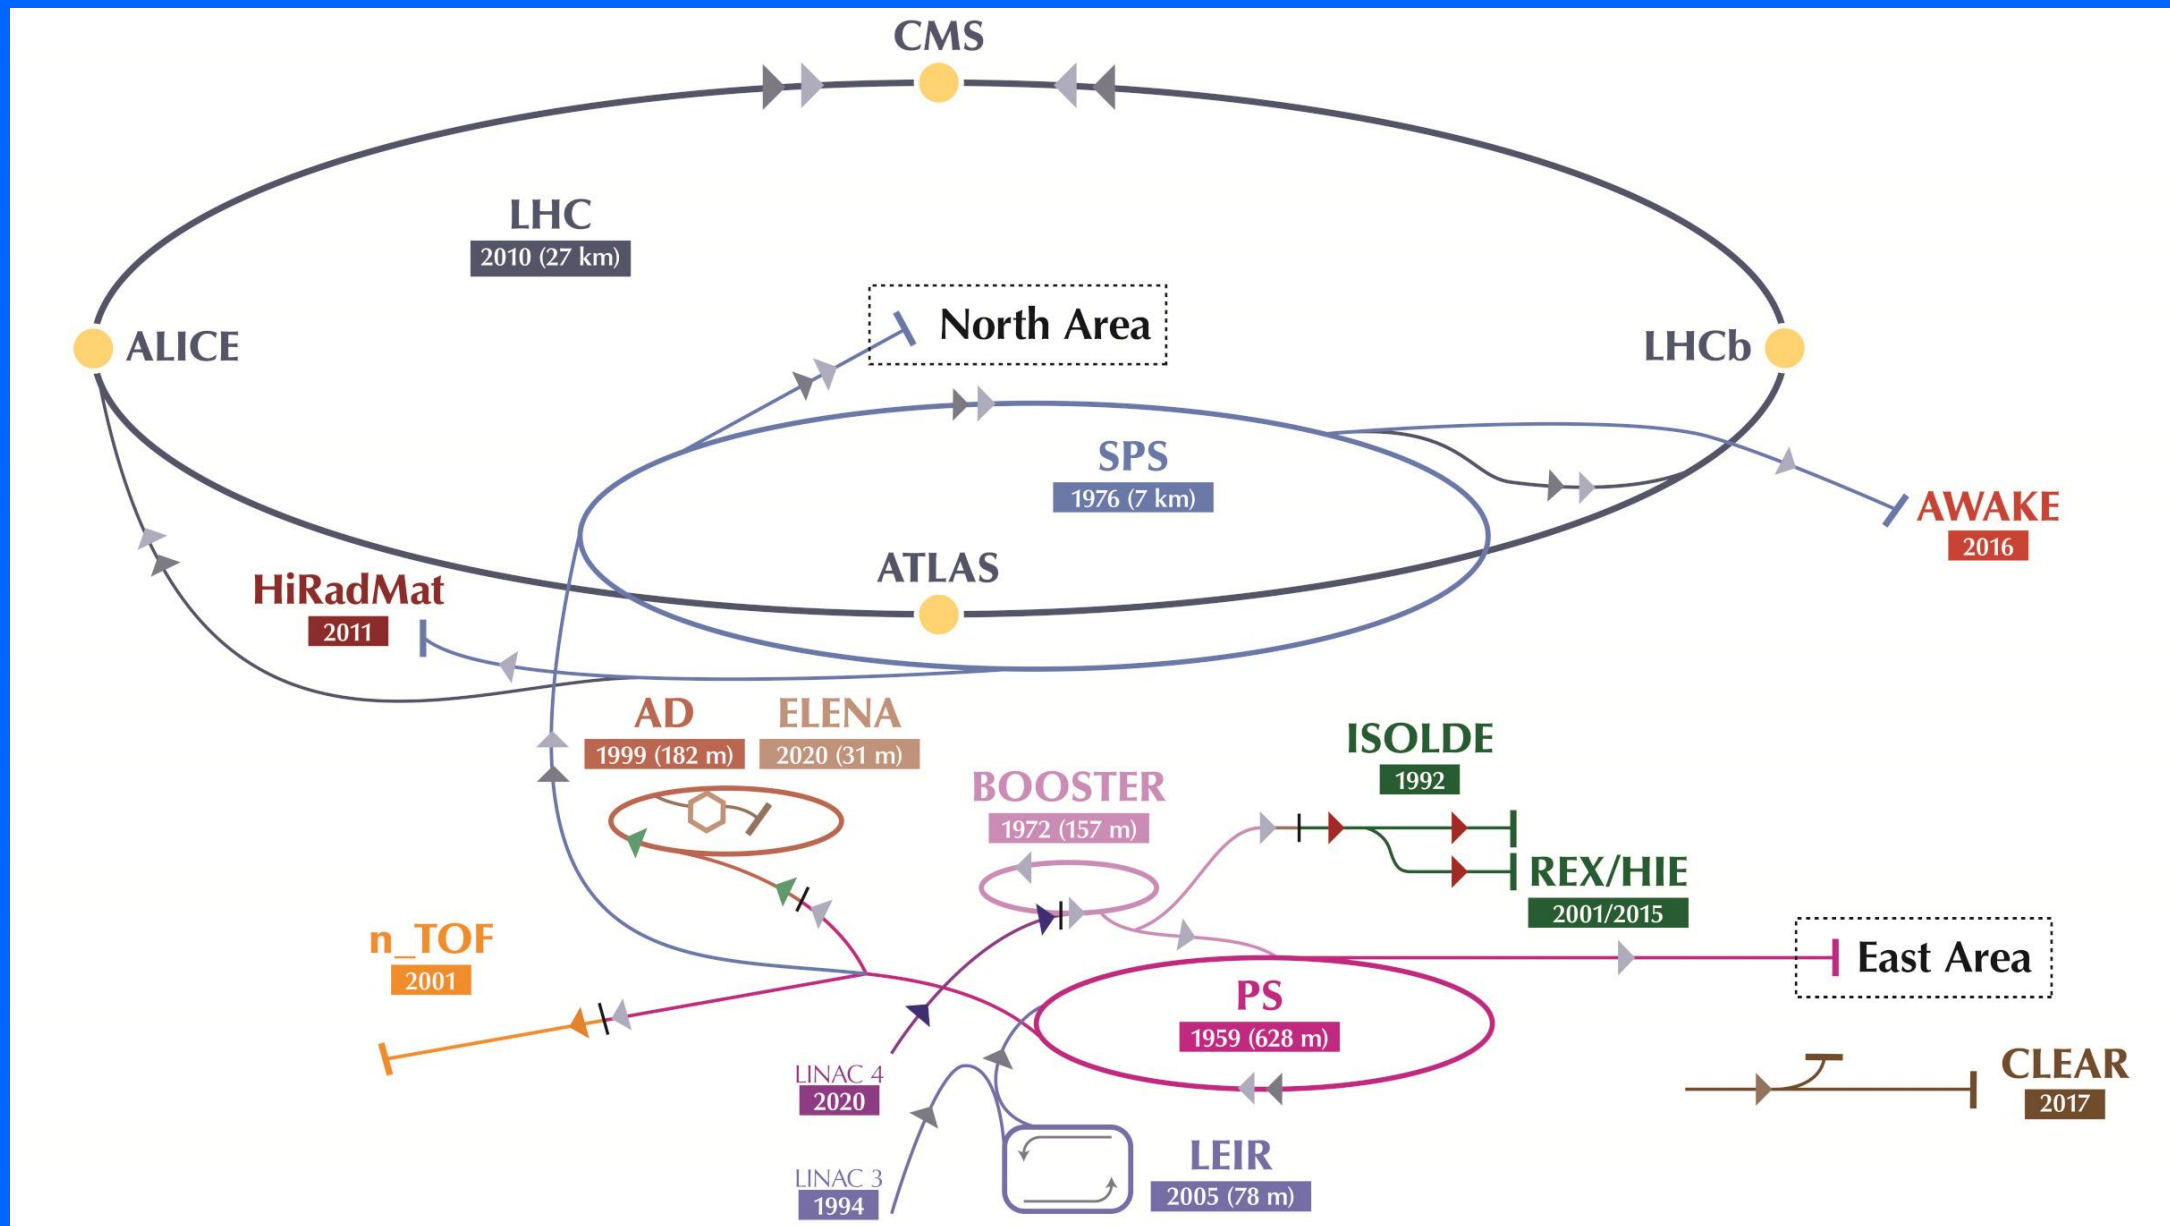 CMS
LHC
2010 (27 km)
North Area
ALICE
LHCb
SPS
1976 (7 km)
AWAKE
2016
ATLAS
HiRadMat
2011
AD
1999 (182 m)
ELENA
2020 (31 m)
ISOLDE
1992
BOOSTER
1972 (157 m)
REX/HIE
2001/2015
n_TOF
2001
East Area
PS
1959 (628 m)
LINAC 4
2020
CLEAR
2017
LEIR
2005 (78 m)
LINAC 3
1994